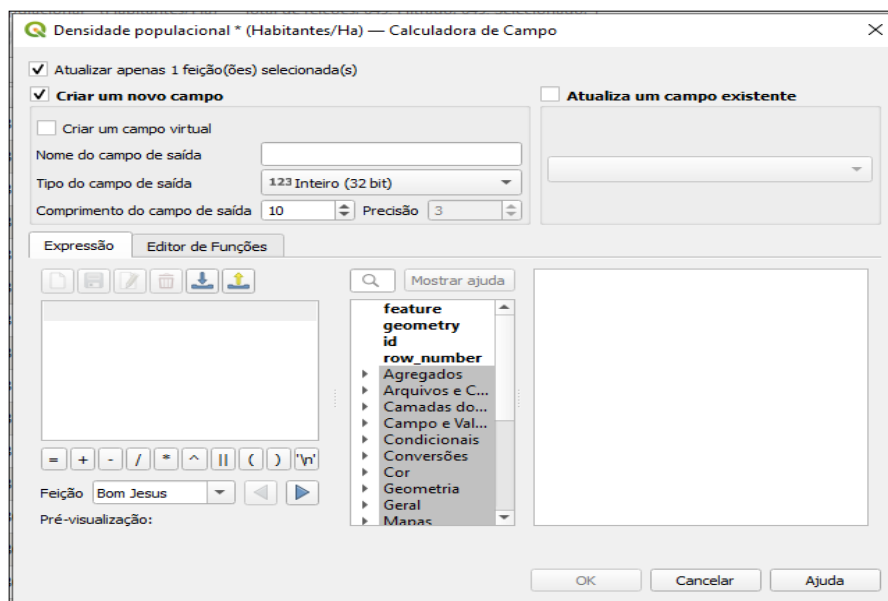 Densidade populacional * (Habitantes/Ha) — Calculadora de Campo
Atualizar apenas 1 feição(ões) selecionada(s)
Criar um novo campo
Atualiza um campo existente
Criar um campo virtual
Nome do campo de saída
Tipo do campo de saída 123 Inteiro (32 bit)
Comprimento do campo de saída 10 Precisão 3
Expressão Editor de Funções
Mostrar ajuda
feature
geometry
id
row_number
Agregados
Arquivos e C...
Camadas do...
Campo e Val...
Condicionais
Conversões
Cor
Geometria
Geral
Mapas
= + - / * ^ || ( ) '\n'
Feição Bom Jesus
Pré-visualização:
OK Cancelar Ajuda